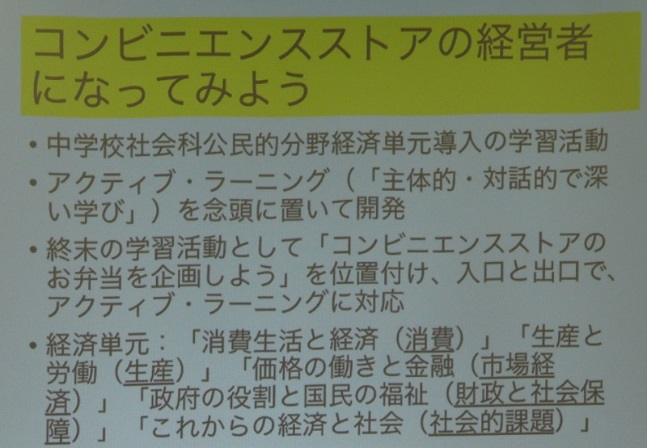 コンビニエンスストアの経営者
になってみよう
• 中学校社会科公民的分野経済単元導入の学習活動
• アクティブ・ラーニング（「主体的・対話的で深
い学び」）を念頭に置いて開発
• 終末の学習活動として「コンビニエンスストアの
お弁当を企画しよう」を位置付け、入口と出口で、
アクティブ・ラーニングに対応
• 経済単元：「消費生活と経済（消費）」「生産と
労働（生産）」「価格の働きと金融（市場経
済）」「政府の役割と国民の福祉（財政と社会保
障）」「これからの経済と社会（社会的課題）」